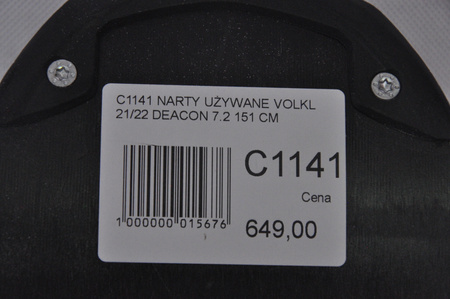 C1141 NARTY UŻYWANE VOLKL
21/22 DEACON 7.2 151 CM
C1141
Cena
1 000000 015676
649,00